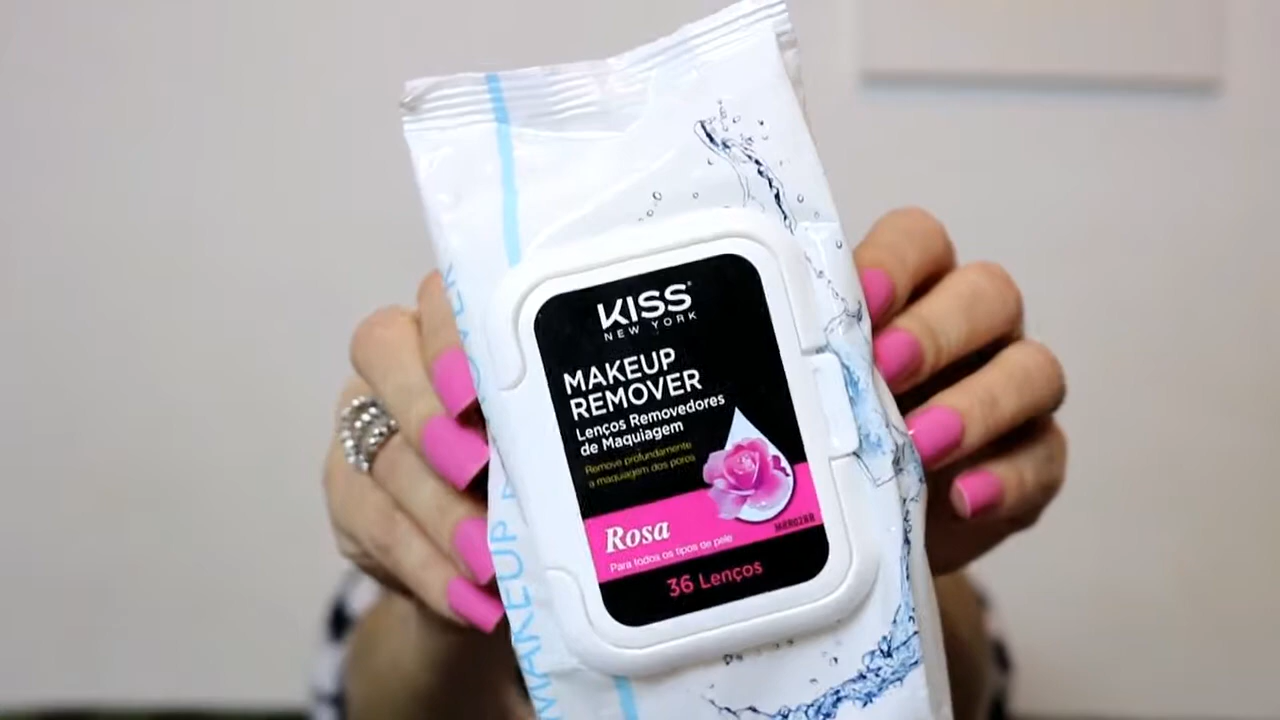 KISS
NEW YORK
MAKEUP
REMOVER
Lenços Removedores
de Maquiagem
Remove profundamente
a maquiagem dos poros
Rosa
Para todos os tipos de pele
36 Lenços
MAKEUP